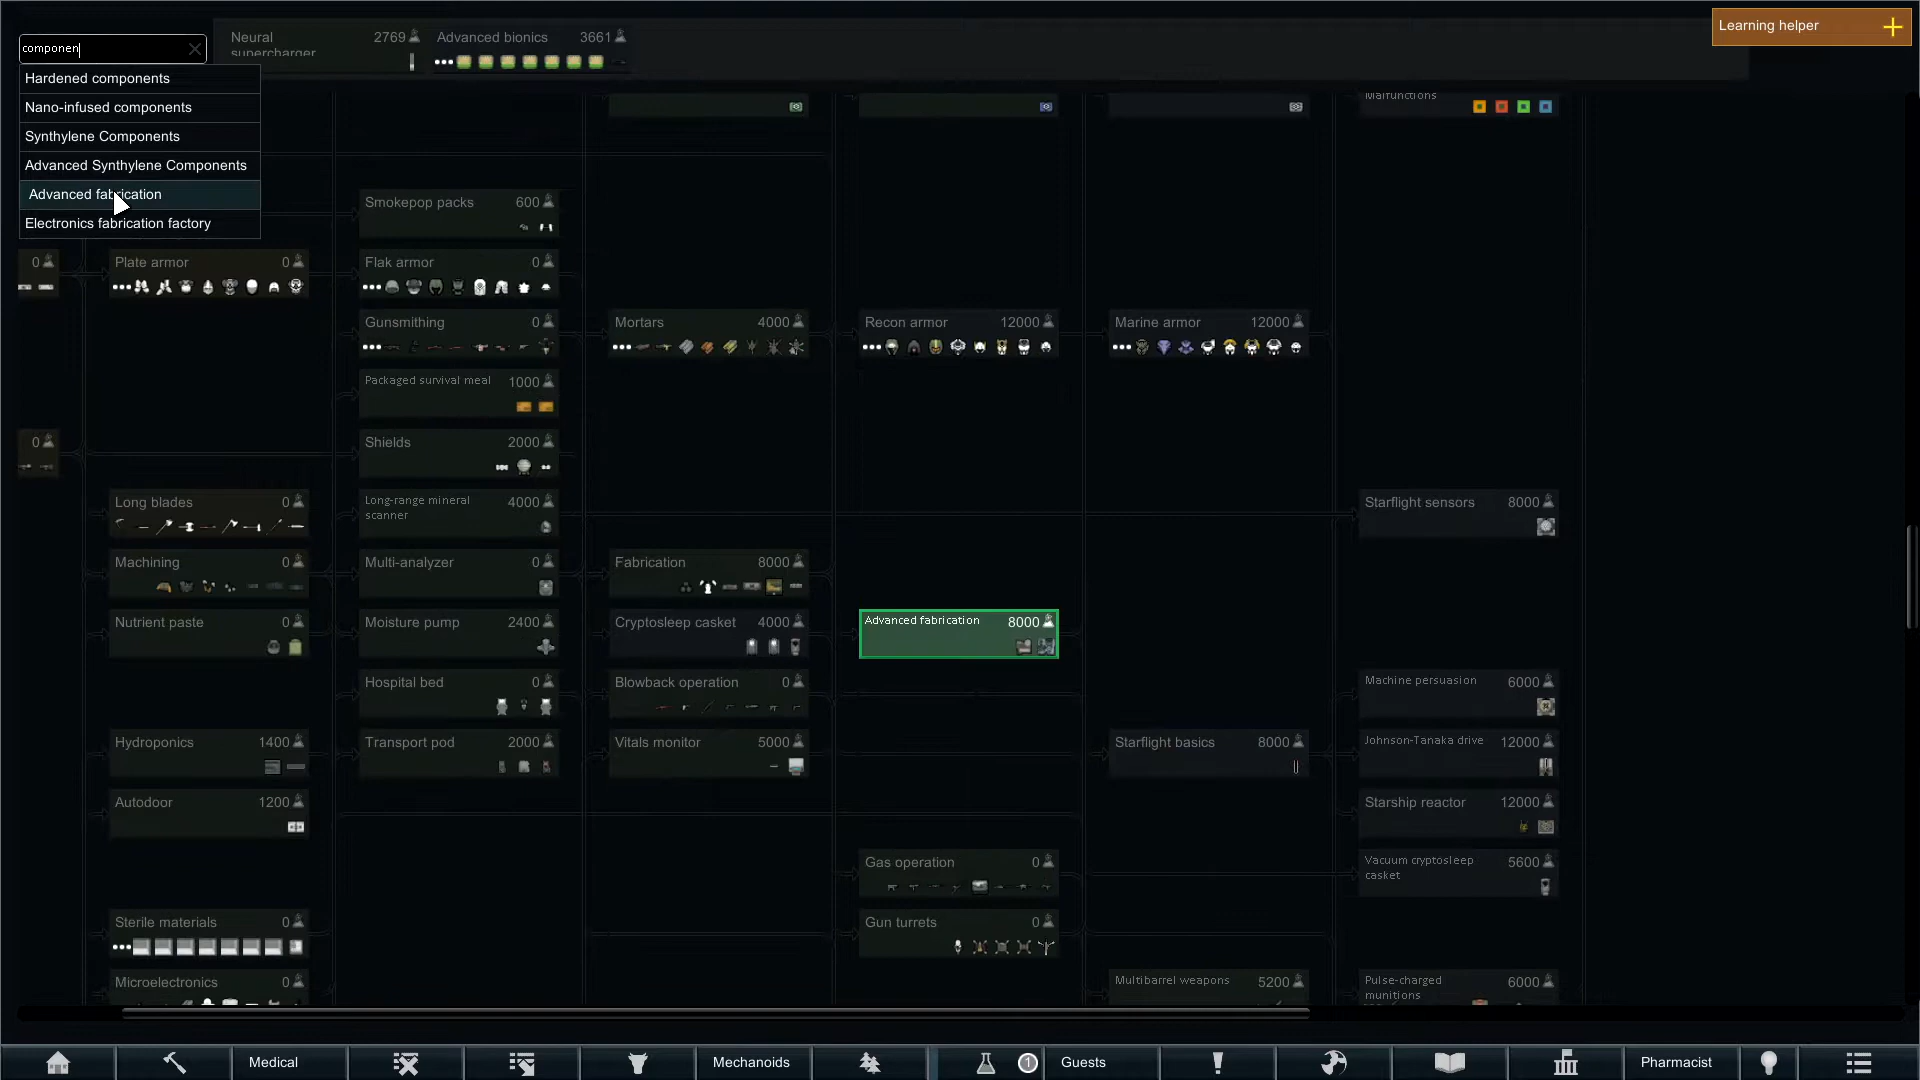 Neural supercharger 2769
Advanced bionics 3661
Learning helper
componen
Hardened components
Nano-infused components
Synthylene Components
Advanced Synthylene Components
Advanced fabrication
Electronics fabrication factory
Malfunctions
Smokepop packs 600
0
Plate armor 0
Flak armor 0
Gunsmithing 0
Mortars 4000
Recon armor 12000
Marine armor 12000
Packaged survival meal 1000
0
Shields 2000
Long blades 0
Long-range mineral scanner 4000
Starflight sensors 8000
Machining 0
Multi-analyzer 0
Fabrication 8000
Nutrient paste 0
Moisture pump 2400
Cryptosleep casket 4000
Advanced fabrication 8000
Hospital bed 0
Blowback operation 0
Machine persuasion 6000
Hydroponics 1400
Transport pod 2000
Vitals monitor 5000
Starflight basics 8000
Johnson-Tanaka drive 12000
Autodoor 1200
Starship reactor 12000
Gas operation 0
Vacuum cryptosleep casket 5600
Sterile materials 0
Gun turrets 0
Microelectronics 0
Multibarrel weapons 5200
Pulse-charged munitions 6000
Medical
Mechanoids
1
Guests
Pharmacist